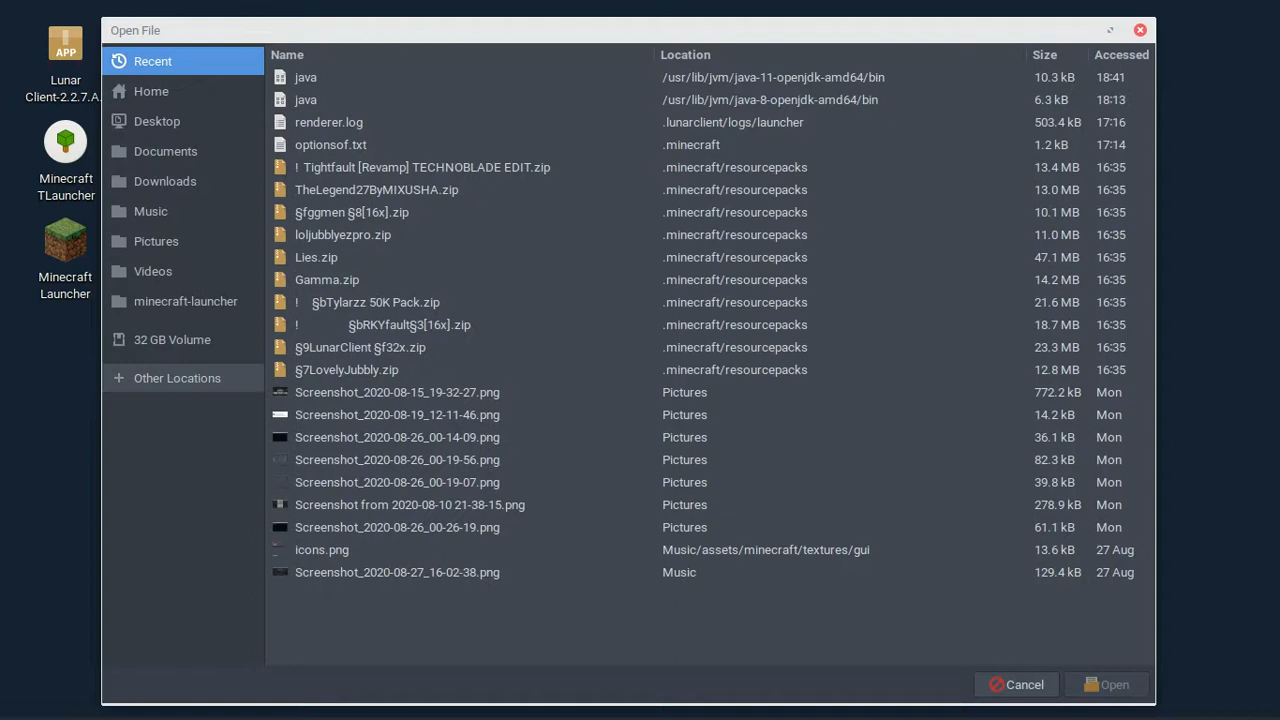 Open File
APP
Lunar
Client-2.2.7.A.
Minecraft
TLauncher
Minecraft
Launcher
Recent
Home
Desktop
Documents
Downloads
Music
Pictures
Videos
minecraft-launcher
32 GB Volume
Other Locations
Name Location Size Accessed
java /usr/lib/jvm/java-11-openjdk-amd64/bin 10.3 kB 18:41
java /usr/lib/jvm/java-8-openjdk-amd64/bin 6.3 kB 18:13
renderer.log .lunarclient/logs/launcher 503.4 kB 17:16
optionsof.txt .minecraft 1.2 kB 17:14
! Tightfault [Revamp] TECHNOBLADE EDIT.zip .minecraft/resourcepacks 13.4 MB 16:35
TheLegend27ByMIXUSHA.zip .minecraft/resourcepacks 13.0 MB 16:35
§fggmen §8[16x].zip .minecraft/resourcepacks 10.1 MB 16:35
loljubblyezpro.zip .minecraft/resourcepacks 11.0 MB 16:35
Lies.zip .minecraft/resourcepacks 47.1 MB 16:35
Gamma.zip .minecraft/resourcepacks 14.2 MB 16:35
! §bTylarzz 50K Pack.zip .minecraft/resourcepacks 21.6 MB 16:35
! §bRKYfault§3[16x].zip .minecraft/resourcepacks 18.7 MB 16:35
§9LunarClient §f32x.zip .minecraft/resourcepacks 23.3 MB 16:35
§7LovelyJubbly.zip .minecraft/resourcepacks 12.8 MB 16:35
Screenshot_2020-08-15_19-32-27.png Pictures 772.2 kB Mon
Screenshot_2020-08-19_12-11-46.png Pictures 14.2 kB Mon
Screenshot_2020-08-26_00-14-09.png Pictures 36.1 kB Mon
Screenshot_2020-08-26_00-19-56.png Pictures 82.3 kB Mon
Screenshot_2020-08-26_00-19-07.png Pictures 39.8 kB Mon
Screenshot from 2020-08-10 21-38-15.png Pictures 278.9 kB Mon
Screenshot_2020-08-26_00-26-19.png Pictures 61.1 kB Mon
icons.png Music/assets/minecraft/textures/gui 13.6 kB 27 Aug
Screenshot_2020-08-27_16-02-38.png Music 129.4 kB 27 Aug
Cancel Open